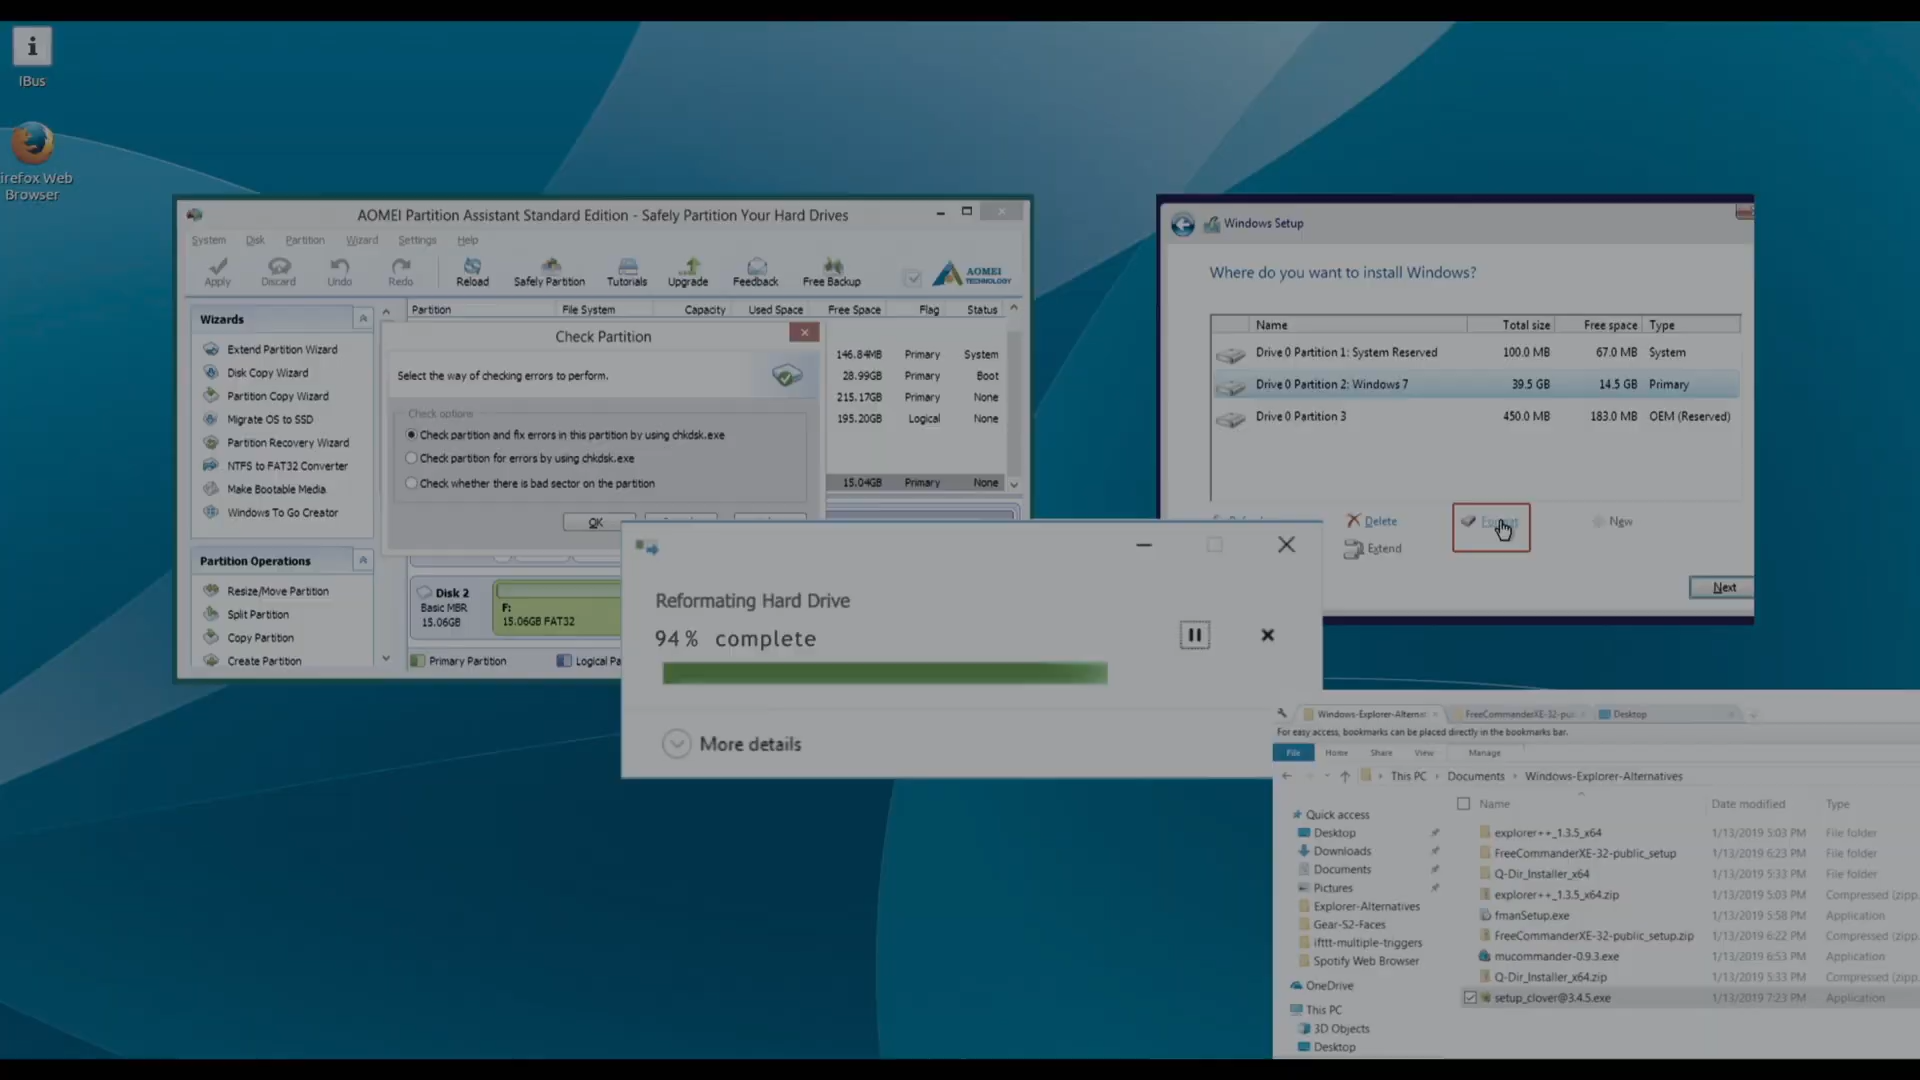 IBus
irefox Web
Browser
AOMEI Partition Assistant Standard Edition - Safely Partition Your Hard Drives
System Disk Partition Wizard Settings Help
Apply Discard Undo Redo Reload Safely Partition Tutorials Upgrade Feedback Free Backup
AOMEI
TECHNOLOGY
Wizards
Extend Partition Wizard
Disk Copy Wizard
Partition Copy Wizard
Migrate OS to SSD
Partition Recovery Wizard
NTFS to FAT32 Converter
Make Bootable Media
Windows To Go Creator
Partition Operations
Resize/Move Partition
Split Partition
Copy Partition
Create Partition
Partition File System Capacity Used Space Free Space Flag Status
146.84MB Primary System
28.99GB Primary Boot
215.17GB Primary None
195.20GB Logical None
15.04GB Primary None
Check Partition
Select the way of checking errors to perform.
Check options
Check partition and fix errors in this partition by using chkdsk.exe
Check partition for errors by using chkdsk.exe
Check whether there is bad sector on the partition
OK
Disk 2
Basic MBR
15.06GB
F:
15.06GB FAT32
Primary Partition Logical Pa
Windows Setup
Where do you want to install Windows?
Name Total size Free space Type
Drive 0 Partition 1: System Reserved 100.0 MB 67.0 MB System
Drive 0 Partition 2: Windows 7 39.5 GB 14.5 GB Primary
Drive 0 Partition 3 450.0 MB 183.0 MB OEM (Reserved)
Delete New
Extend
Next
Reformating Hard Drive
94% complete
More details
Windows-Explorer-Alternat FreeCommanderXE-32-pu Desktop
For easy access, bookmarks can be placed directly in the bookmarks bar.
File Home Share View Manage
This PC Documents Windows-Explorer-Alternatives
Quick access
Desktop
Downloads
Documents
Pictures
Explorer-Alternatives
Gear-S2-Faces
ifttt-multiple-triggers
Spotify Web Browser
OneDrive
This PC
3D Objects
Desktop
Name Date modified Type
explorer++_1.3.5_x64 1/13/2019 5:03 PM File folder
FreeCommanderXE-32-public_setup 1/13/2019 6:23 PM File folder
Q-Dir_Installer_x64 1/13/2019 5:33 PM File folder
explorer++_1.3.5_x64.zip 1/13/2019 5:03 PM Compressed (zipp
fmanSetup.exe 1/13/2019 5:58 PM Application
FreeCommanderXE-32-public_setup.zip 1/13/2019 6:22 PM Compressed (zipp
mucommander-0.9.3.exe 1/13/2019 6:53 PM Application
Q-Dir_Installer_x64.zip 1/13/2019 5:33 PM Compressed (zipp
setup_clover@3.4.5.exe 1/13/2019 7:23 PM Application